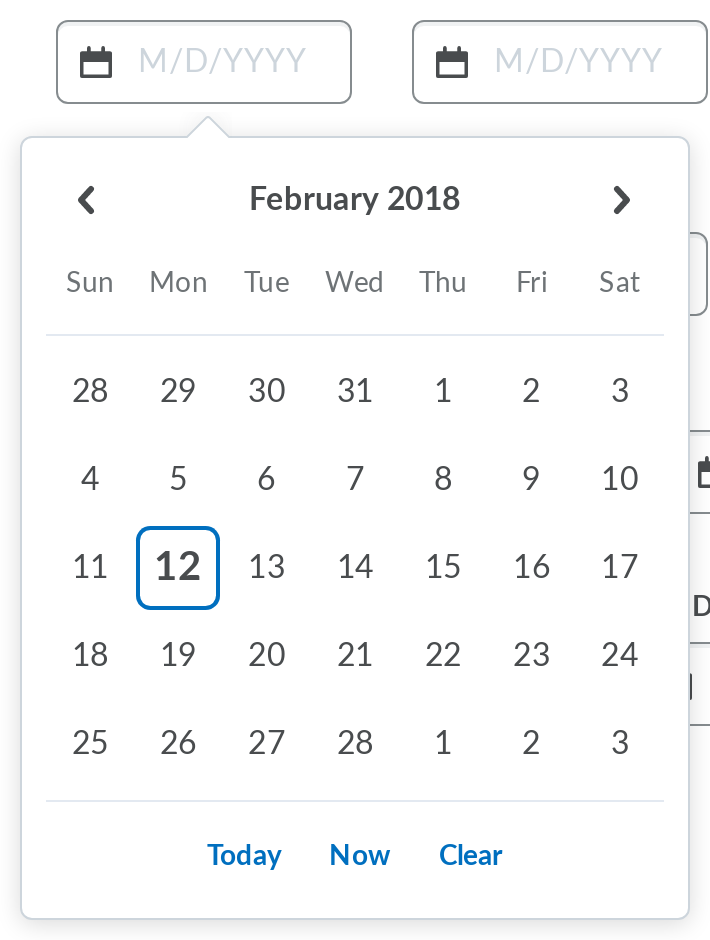 M/D/YYYY M/D/YYYY
February 2018
Sun Mon Tue Wed Thu Fri Sat
28 29 30 31 1 2 3
4 5 6 7 8 9 10
11 12 13 14 15 16 17
18 19 20 21 22 23 24
25 26 27 28 1 2 3
Today Now Clear